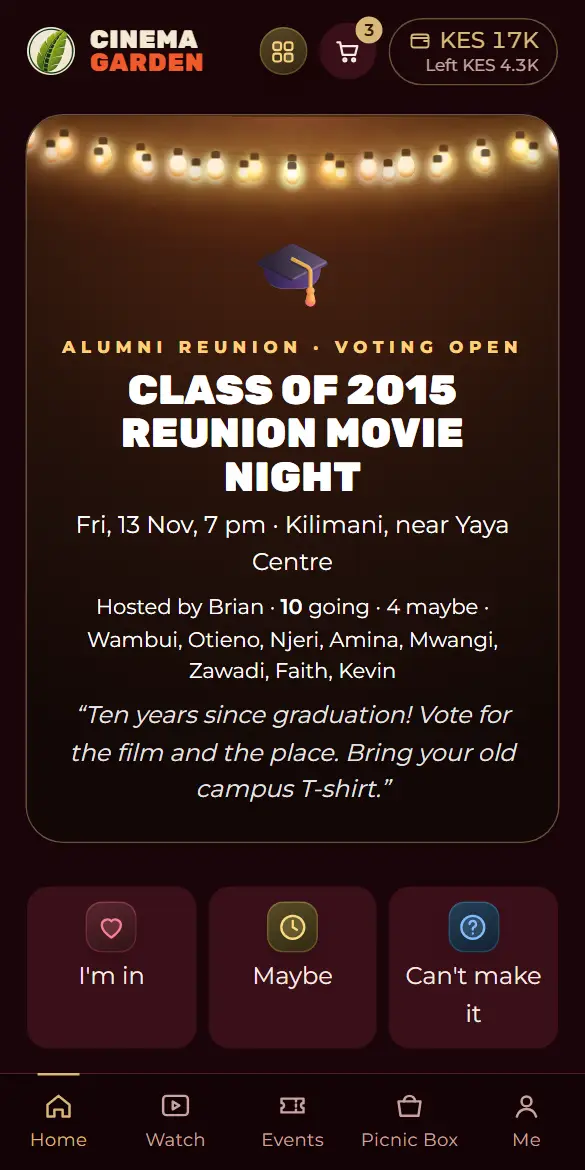 CINEMA
GARDEN
3
KES 17K
Left KES 4.3K
ALUMNI REUNION · VOTING OPEN
CLASS OF 2015
REUNION MOVIE
NIGHT
Fri, 13 Nov, 7 pm · Kilimani, near Yaya
Centre
Hosted by Brian · 10 going · 4 maybe ·
Wambui, Otieno, Njeri, Amina, Mwangi,
Zawadi, Faith, Kevin
“Ten years since graduation! Vote for
the film and the place. Bring your old
campus T-shirt.”
I'm in
Maybe
Can't make
it
Home
Watch
Events
Picnic Box
Me